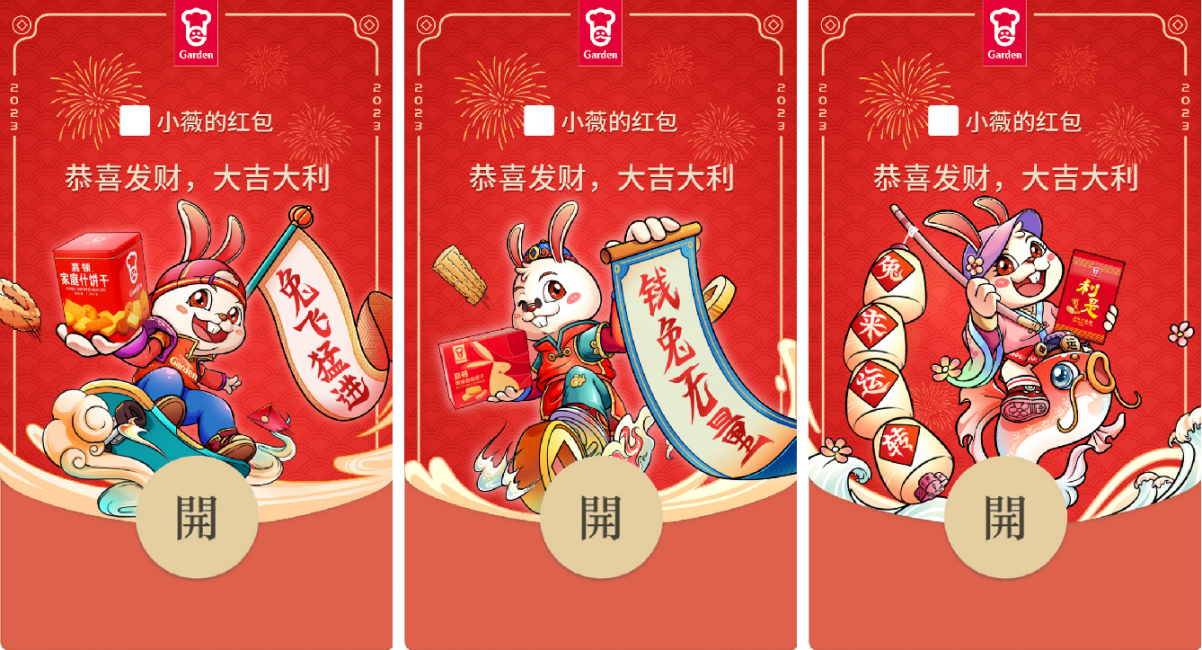 Garden
2023
2023
小薇的红包
恭喜发财，大吉大利
嘉顿
家庭什饼干
Garden
兔飞猛进
開
Garden
2023
2023
小薇的红包
恭喜发财，大吉大利
嘉顿
钱兔无量
開
Garden
2023
2023
小薇的红包
恭喜发财，大吉大利
利是
兔来运转
運
開